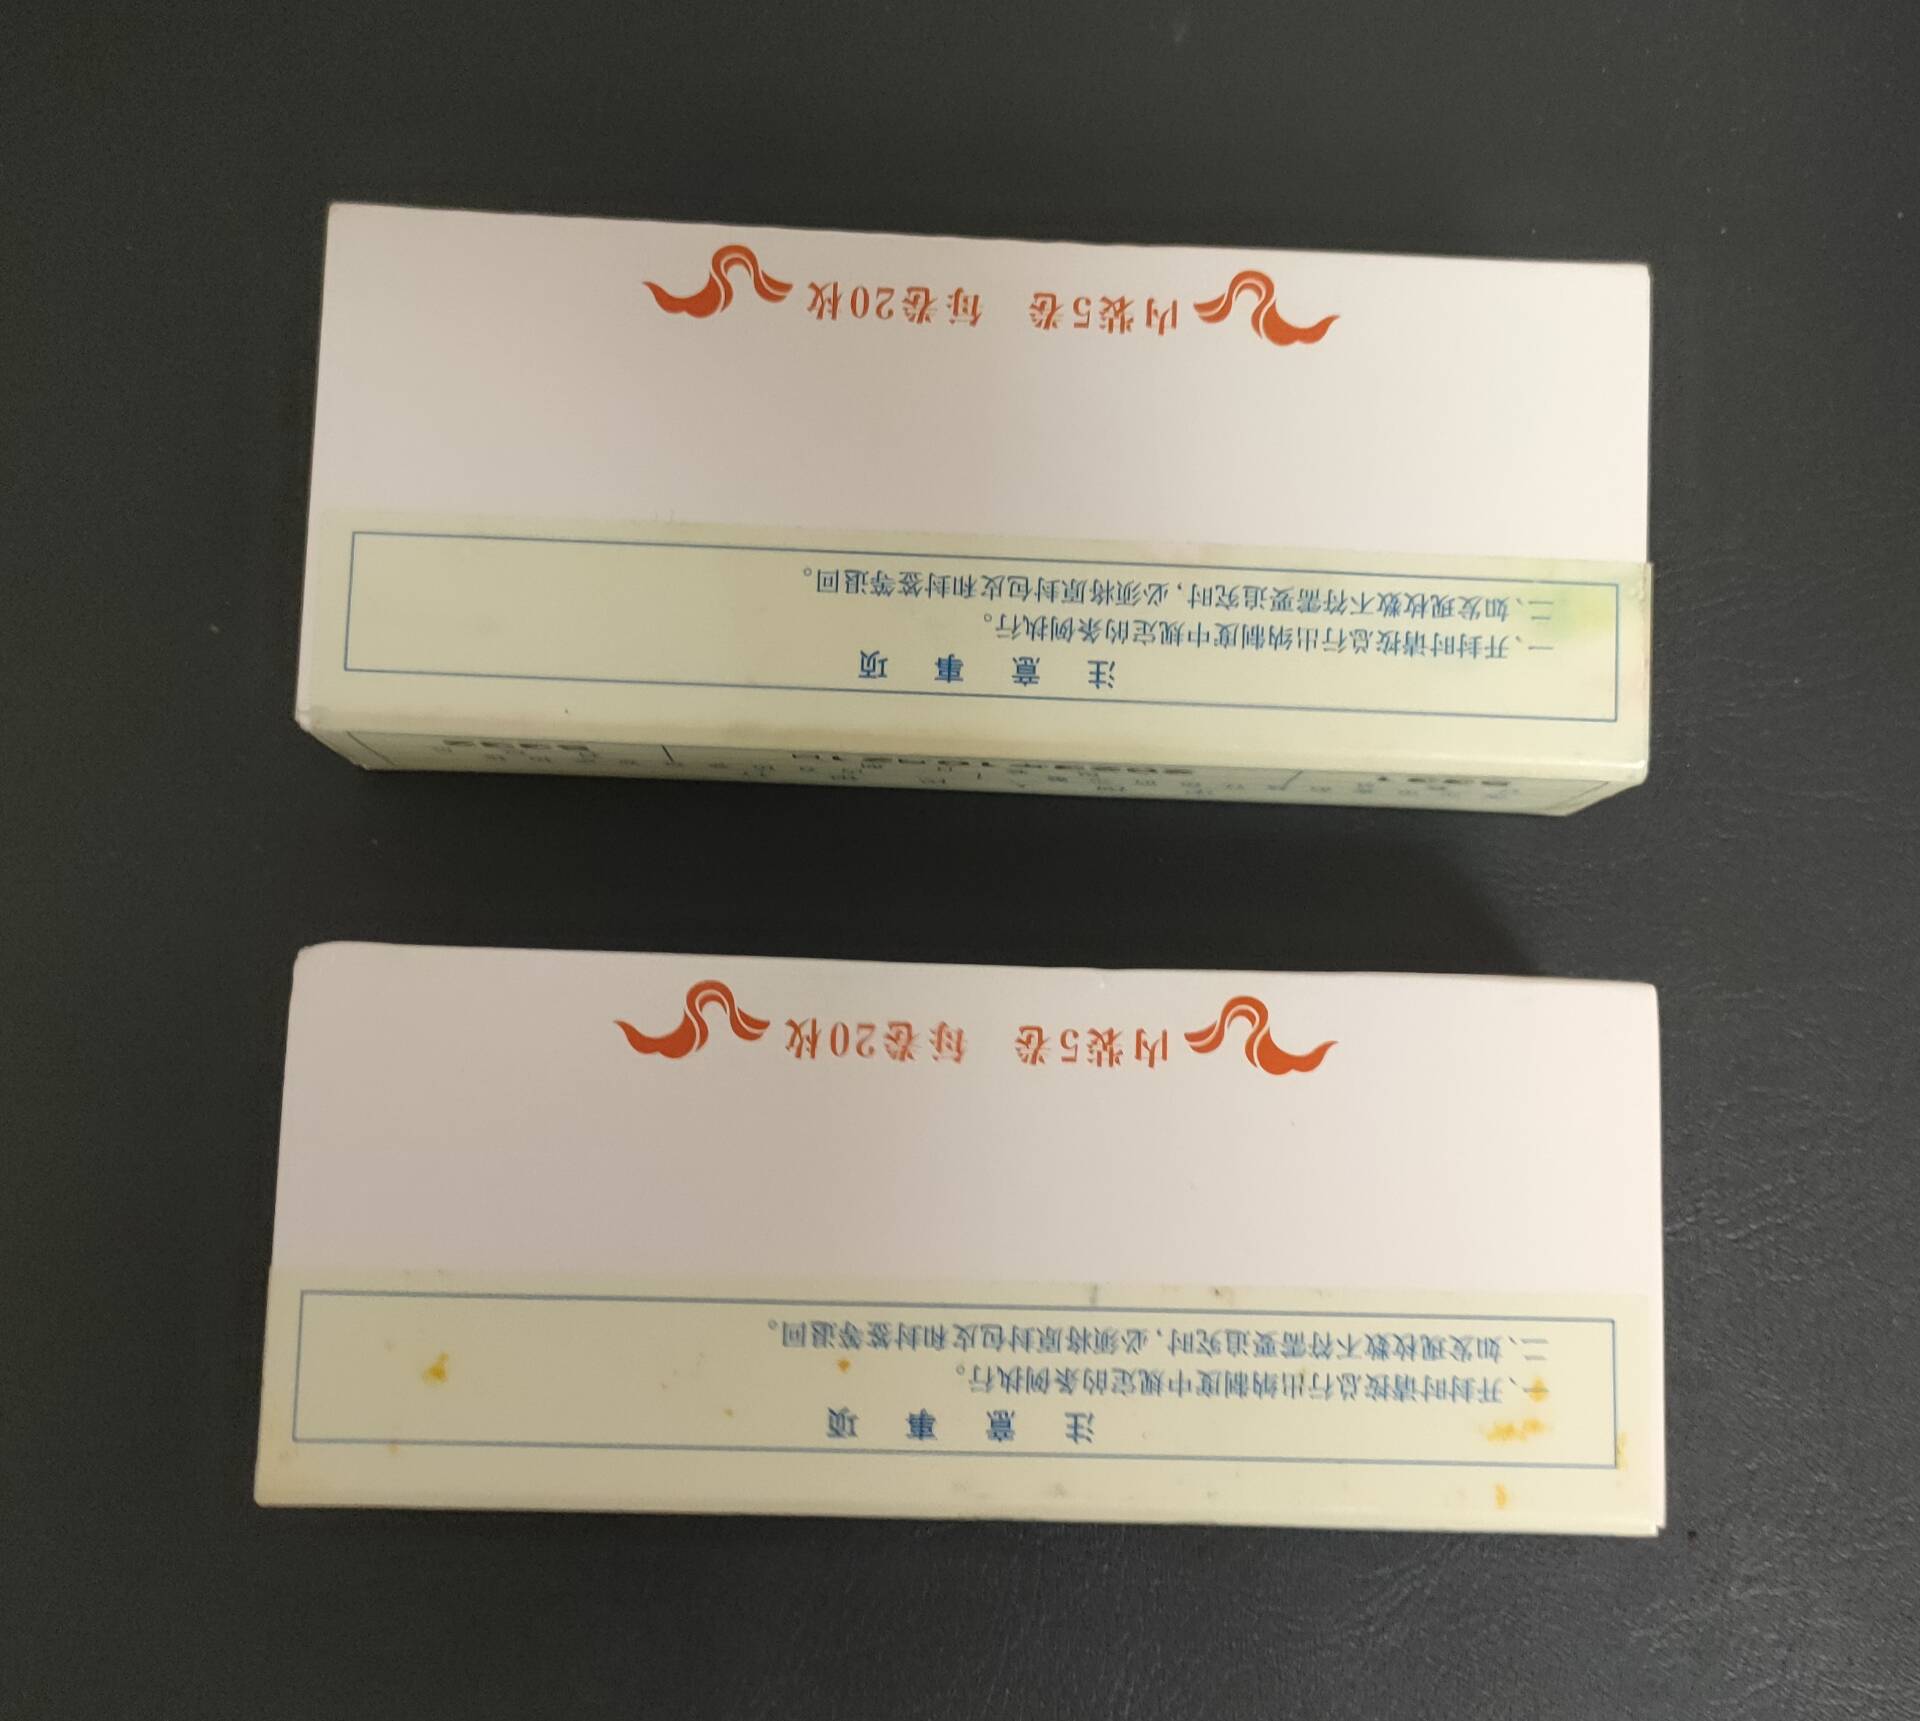 注意事项
一、开封时请按总行出纳制度中规定的条例执行。
二、如发现枚数不符需要追究时，必须将原封包皮和封签等退回。
内装5卷 每卷20枚
注意事项
一、开封时请按总行出纳制度中规定的条例执行。
二、如发现枚数不符需要追究时，必须将原封包皮和封签等退回。
内装5卷 每卷20枚